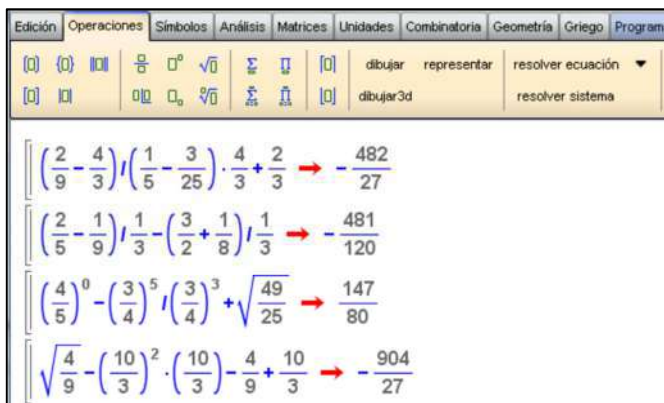 Edición Operaciones Símbolos Análisis Matrices Unidades Combinatoria Geometría Griego Program
dibujar representar resolver ecuación
dibujar3d resolver sistema
(2/9 - 4/3)/(1/5 - 3/25)·4/3 + 2/3 → -482/27
(2/5 - 1/9)/1/3 - (3/2 + 1/8)/1/3 → -481/120
(4/5)^0 - (3/4)^5/(3/4)^3 + √(49/25) → 147/80
√(4/9) - (10/3)^2·(10/3) - 4/9 + 10/3 → -904/27